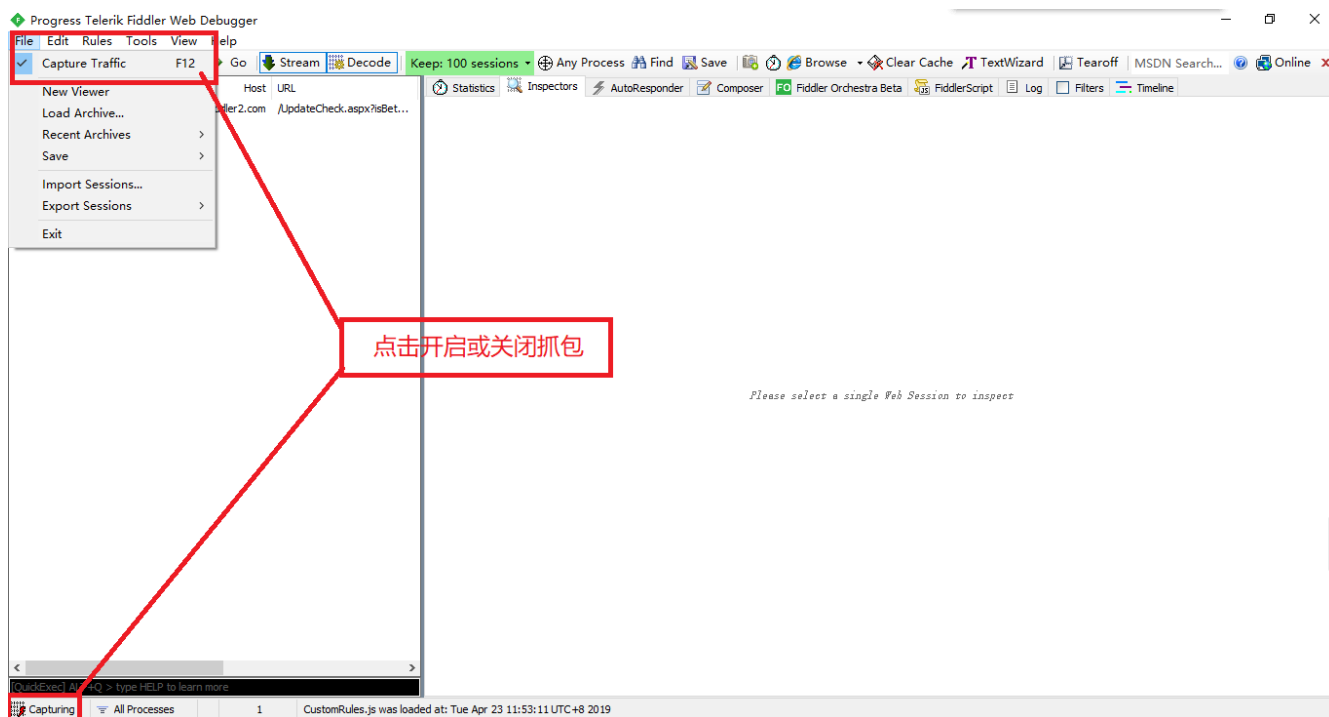 Progress Telerik Fiddler Web Debugger
File Edit Rules Tools View Help
Capture Traffic F12 Go Stream Decode Keep: 100 sessions Any Process Find Save Browse Clear Cache TextWizard Tearoff MSDN Search... Online
Statistics Inspectors AutoResponder Composer FO Fiddler Orchestra Beta FiddlerScript Log Filters Timeline
New Viewer Host URL
Load Archive... dler2.com /UpdateCheck.aspx?isBet...
Recent Archives
Save
Import Sessions...
Export Sessions
Exit
点击开启或关闭抓包
Please select a single Web Session to inspect
[QuickExec] ALT+Q > type HELP to learn more
Capturing All Processes 1 CustomRules.js was loaded at: Tue Apr 23 11:53:11 UTC+8 2019